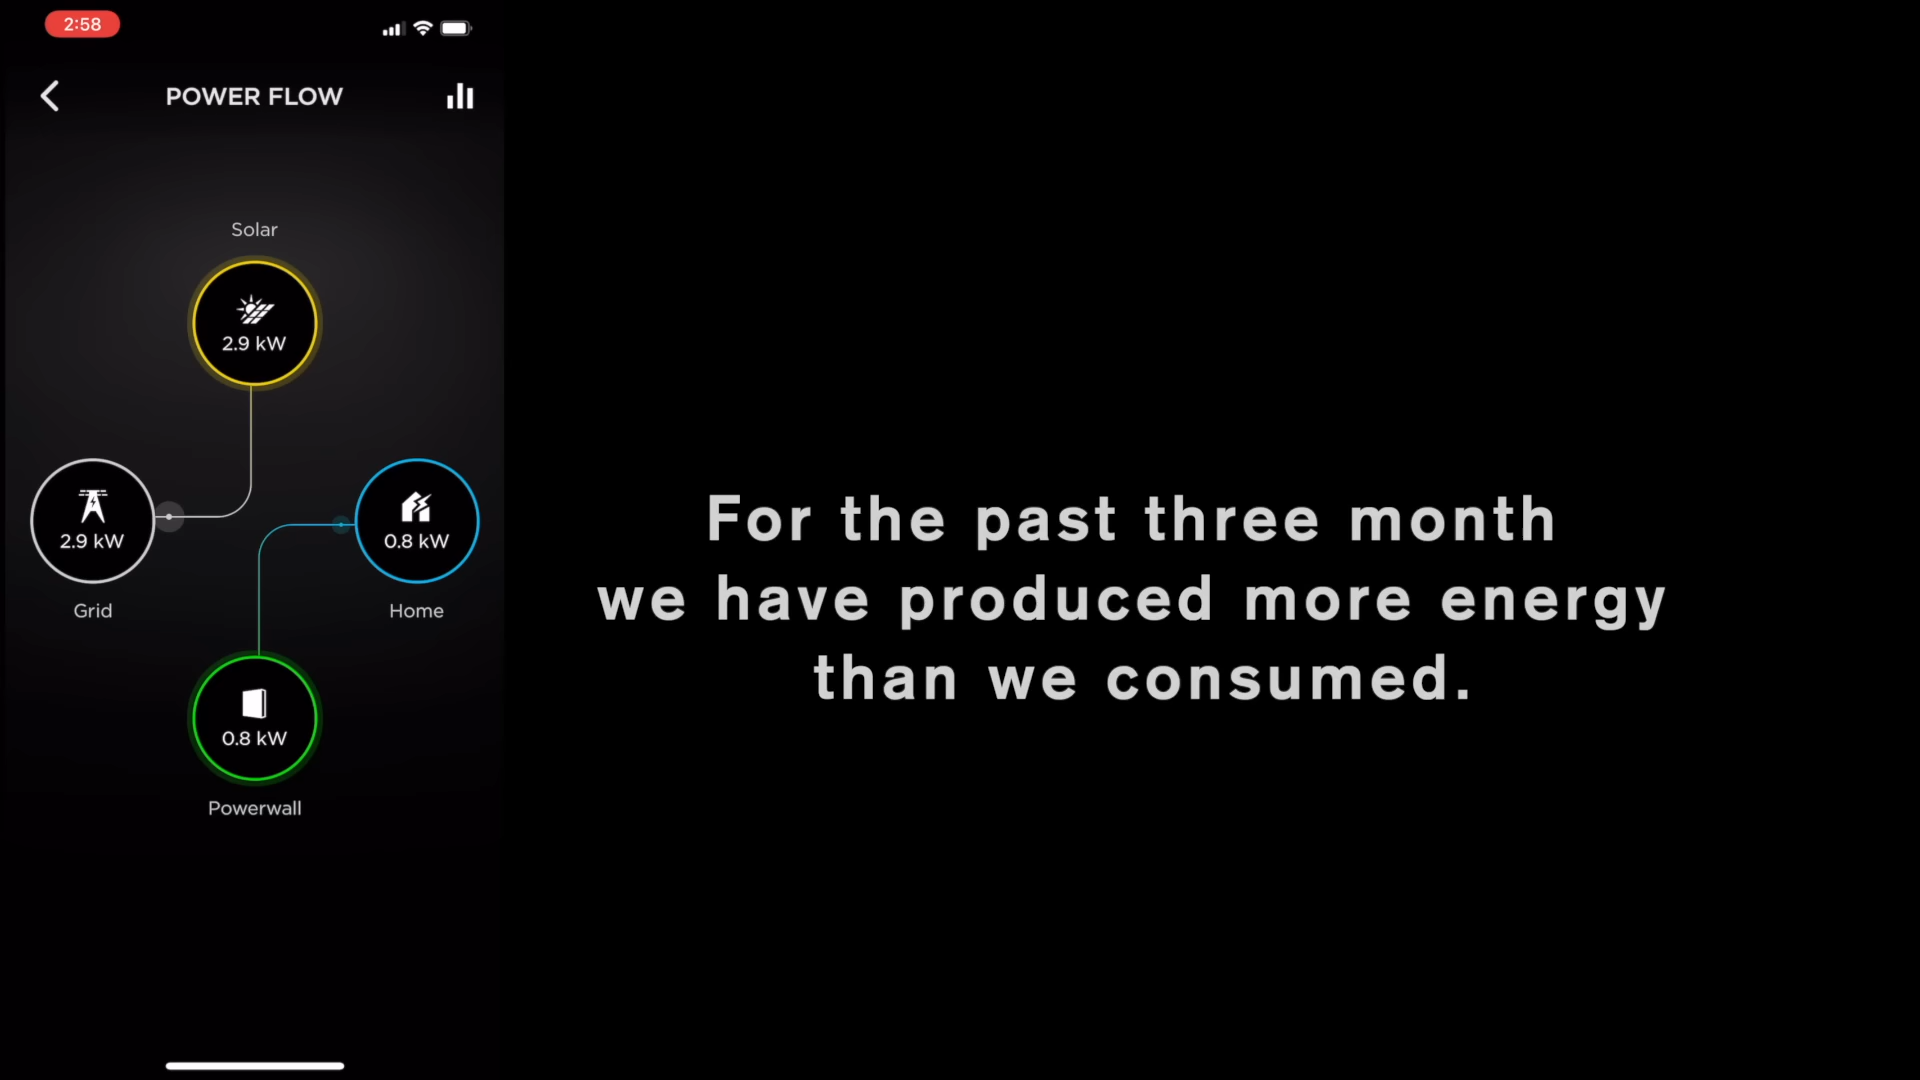 2:58
POWER FLOW
Solar
2.9 kW
2.9 kW
0.8 kW
Grid
Home
0.8 kW
Powerwall
For the past three month
we have produced more energy
than we consumed.